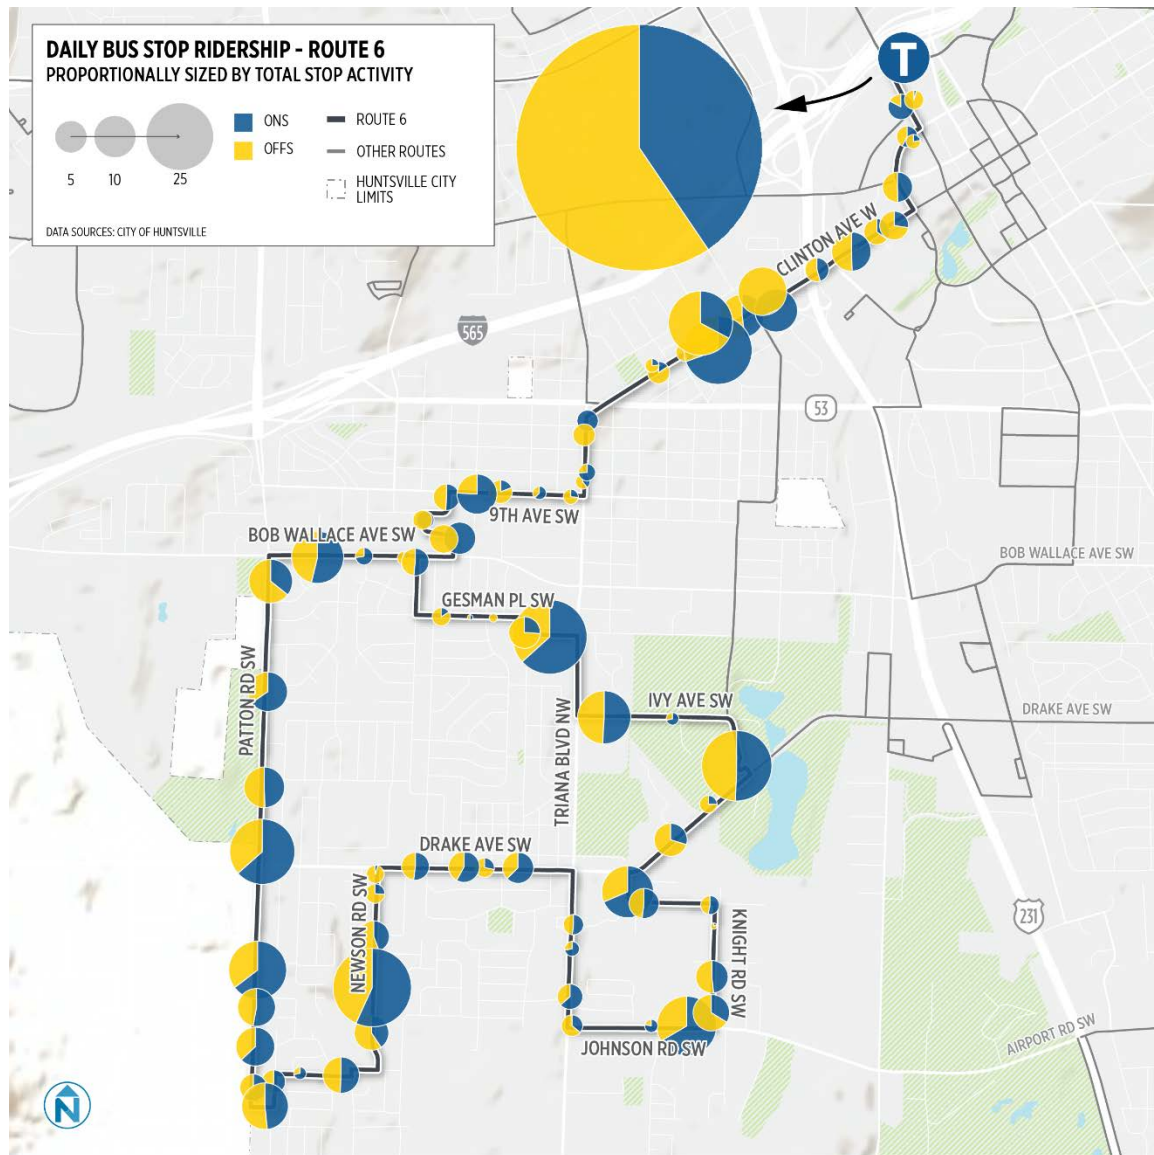 DAILY BUS STOP RIDERSHIP - ROUTE 6
PROPORTIONALLY SIZED BY TOTAL STOP ACTIVITY
5
10
25
ONS
OFFS
ROUTE 6
OTHER ROUTES
HUNTSVILLE CITY
LIMITS
DATA SOURCES: CITY OF HUNTSVILLE
T
CLINTON AVE W
565
53
9TH AVE SW
BOB WALLACE AVE SW
BOB WALLACE AVE SW
GESMAN PL SW
PATTON RD SW
IVY AVE SW
TRIANA BLVD NW
DRAKE AVE SW
DRAKE AVE SW
NEWSON RD SW
KNIGHT RD SW
231
JOHNSON RD SW
AIRPORT RD SW
N